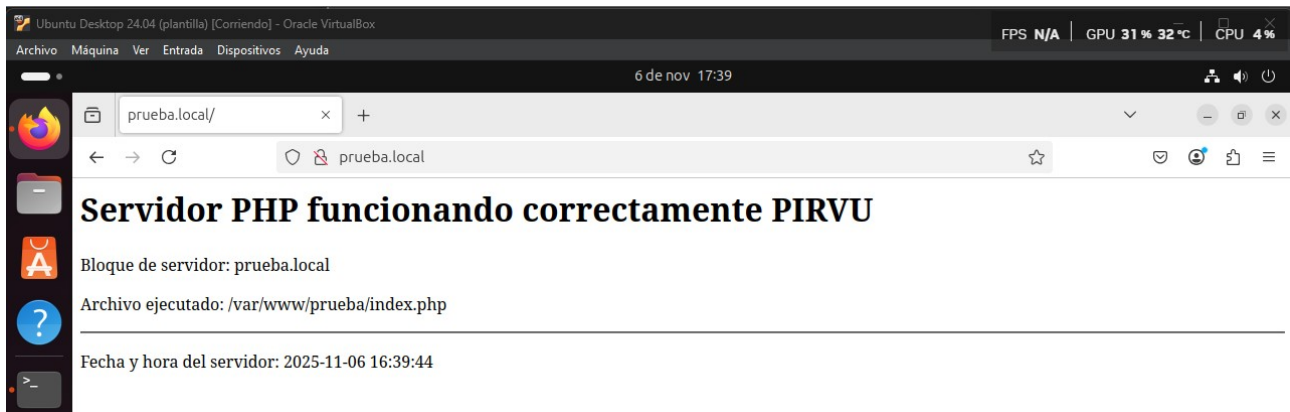 Ubuntu Desktop 24.04 (plantilla) [Corriendo] - Oracle VirtualBox
FPS N/A | GPU 31 % 32 °C | CPU 4 %
Archivo Máquina Ver Entrada Dispositivos Ayuda
6 de nov 17:39
prueba.local/
prueba.local
Servidor PHP funcionando correctamente PIRVU
Bloque de servidor: prueba.local
Archivo ejecutado: /var/www/prueba/index.php
Fecha y hora del servidor: 2025-11-06 16:39:44